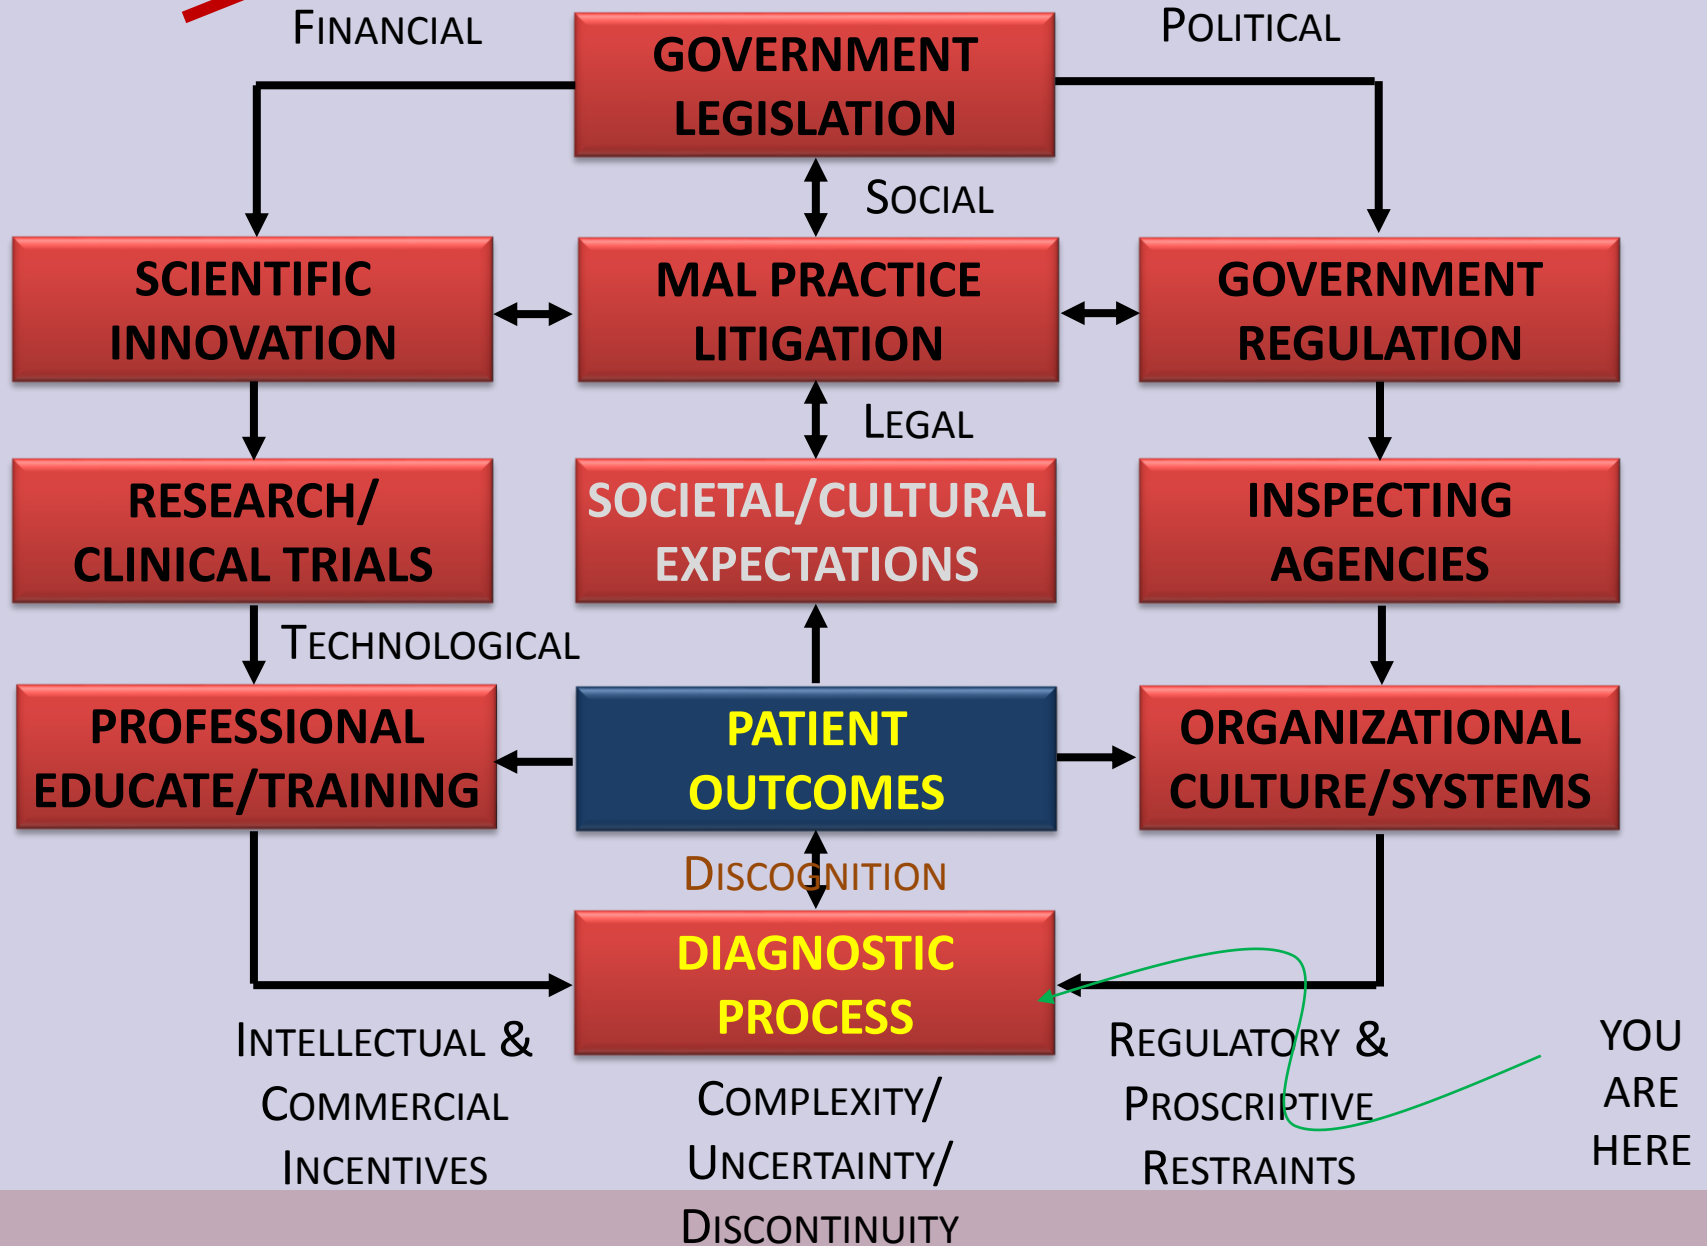 FINANCIAL
GOVERNMENT
LEGISLATION
POLITICAL
SOCIAL
SCIENTIFIC
INNOVATION
MAL PRACTICE
LITIGATION
GOVERNMENT
REGULATION
LEGAL
RESEARCH/
CLINICAL TRIALS
SOCIETAL/CULTURAL
EXPECTATIONS
INSPECTING
AGENCIES
TECHNOLOGICAL
PROFESSIONAL
EDUCATE/TRAINING
PATIENT
OUTCOMES
ORGANIZATIONAL
CULTURE/SYSTEMS
DISCOGNITION
DIAGNOSTIC
PROCESS
INTELLECTUAL &
COMMERCIAL
INCENTIVES
COMPLEXITY/
UNCERTAINTY/
DISCONTINUITY
REGULATORY &
PROSCRIPTIVE
RESTRAINTS
YOU
ARE
HERE